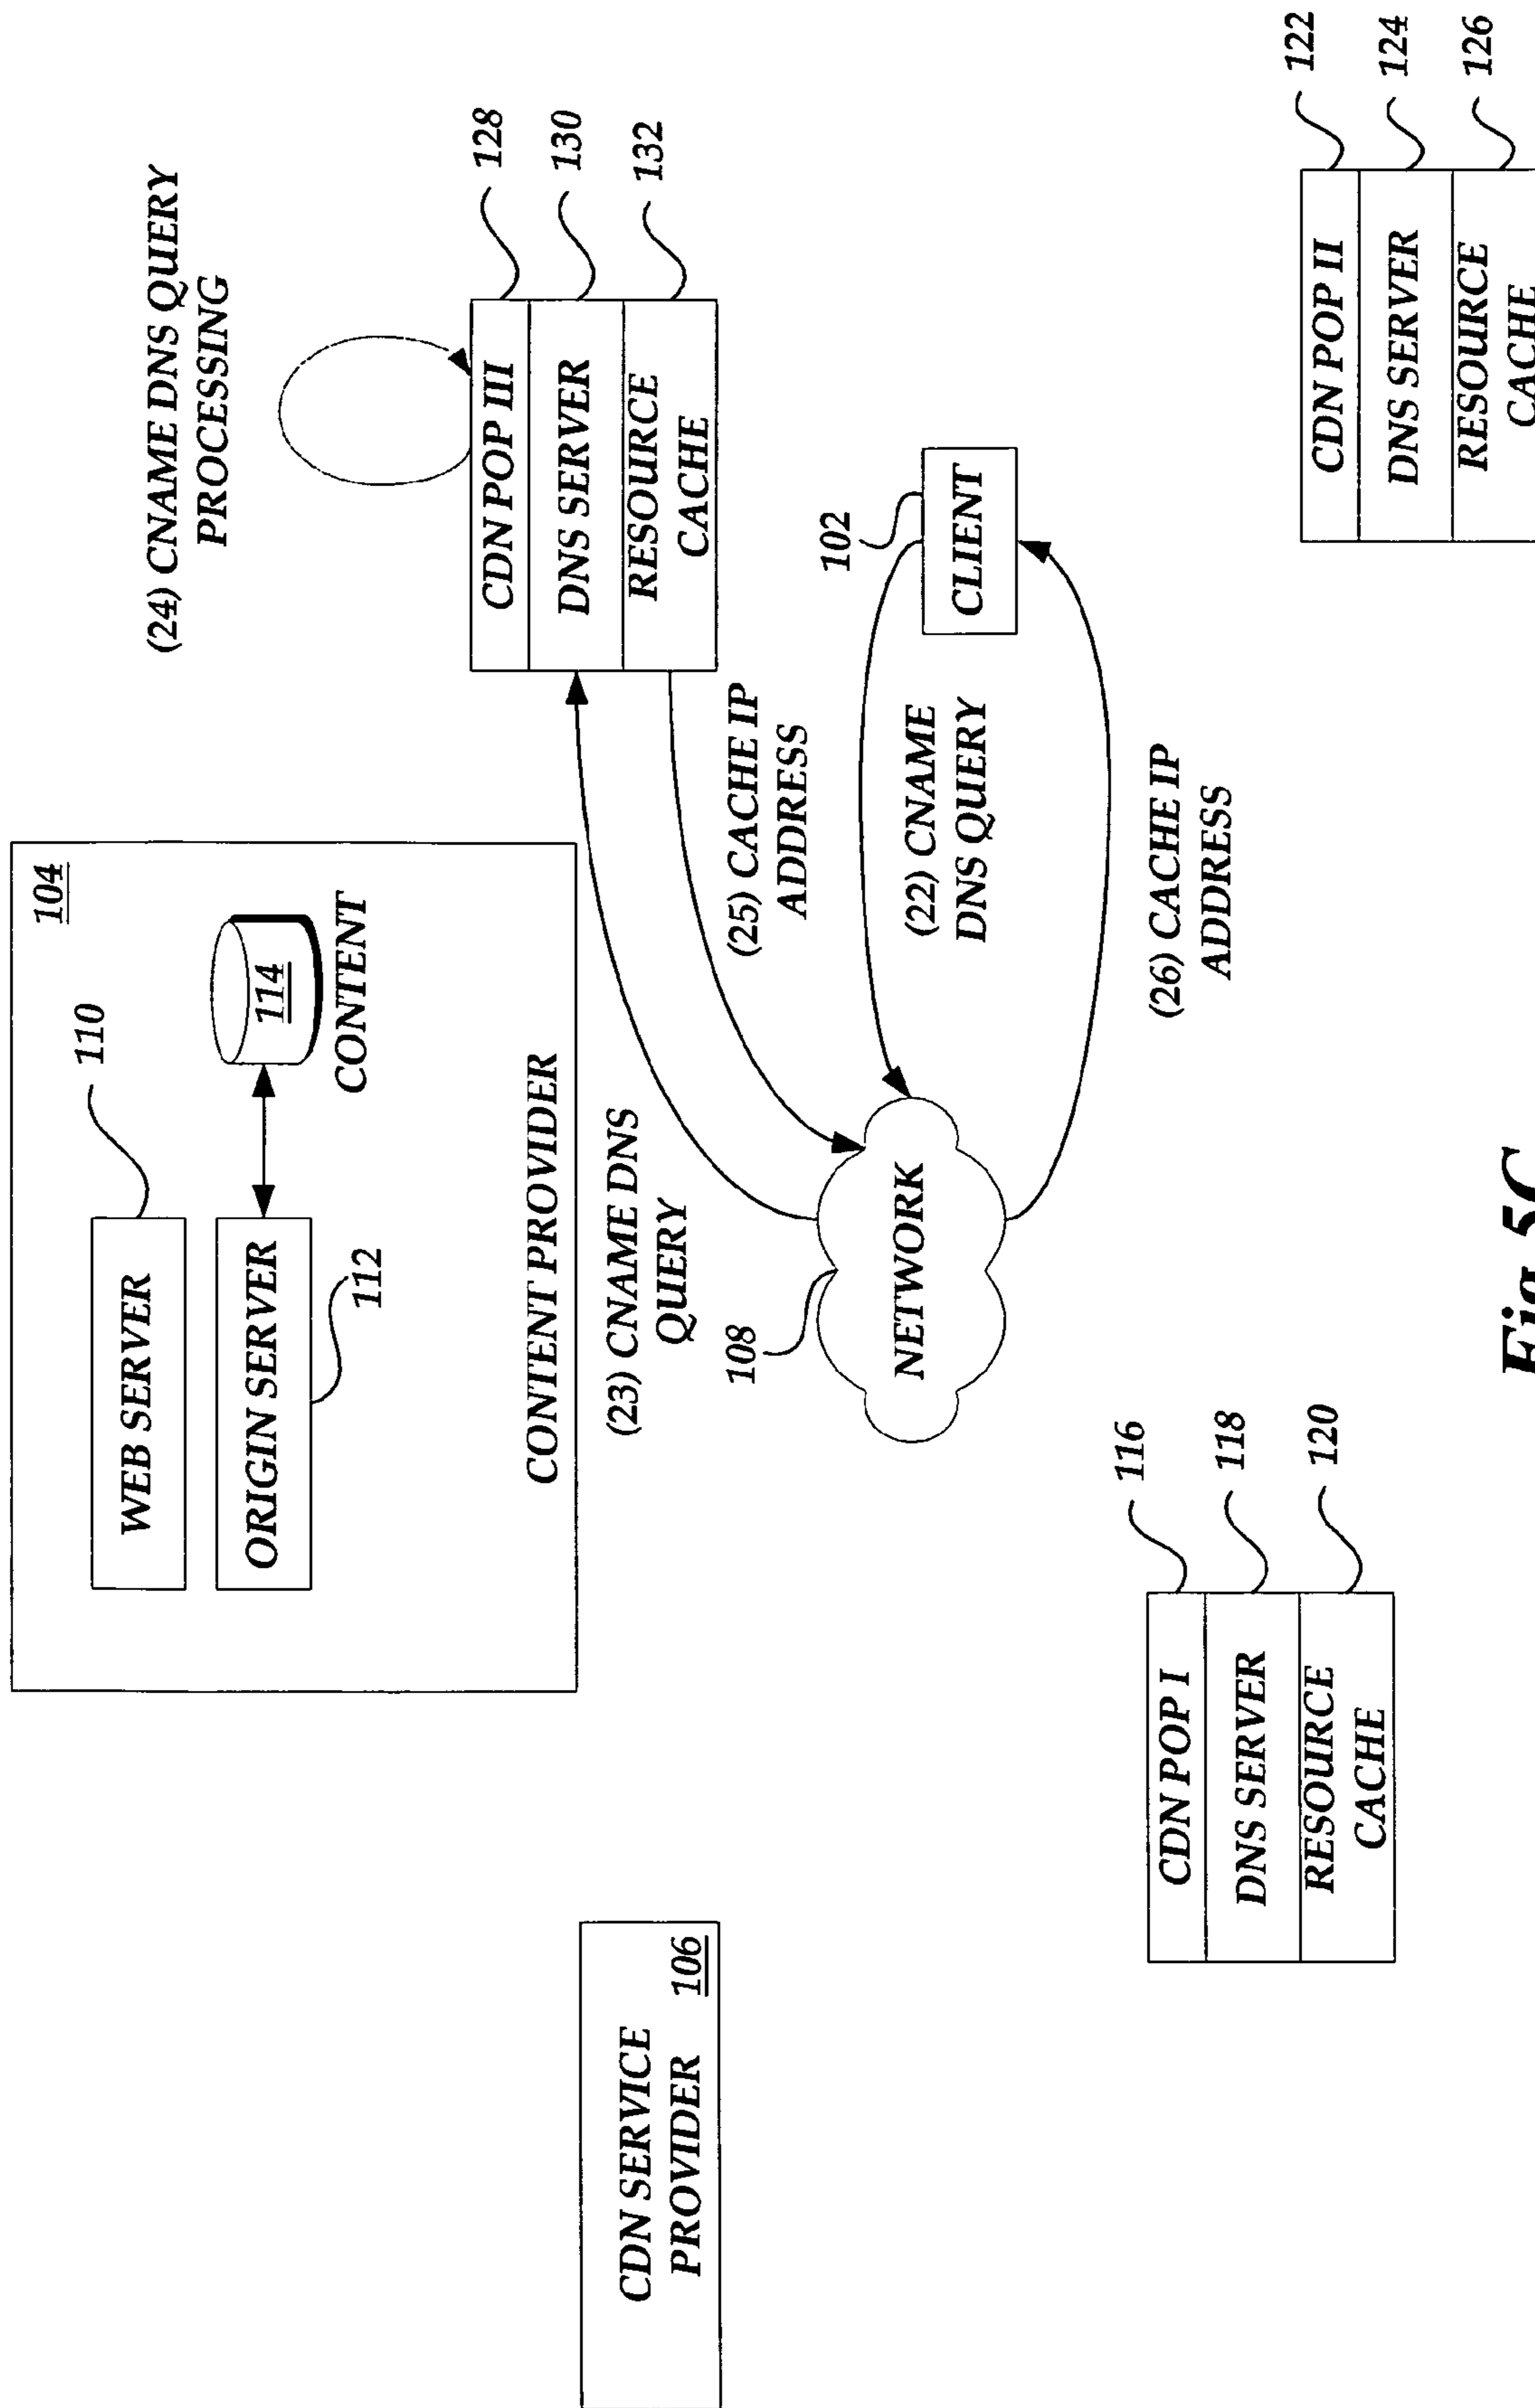 104
110
WEB SERVER
ORIGIN SERVER
112
114
CONTENT
CONTENT PROVIDER
(24) CNAME DNS QUERY
PROCESSING
128
130
132
CDN POP III
DNS SERVER
RESOURCE
CACHE
CDN SERVICE
PROVIDER
106
(23) CNAME DNS
QUERY
(25) CACHE IP
ADDRESS
108
NETWORK
102
CLIENT
(22) CNAME
DNS QUERY
(26) CACHE IP
ADDRESS
116
118
120
CDN POP I
DNS SERVER
RESOURCE
CACHE
122
124
126
CDN POP II
DNS SERVER
RESOURCE
CACHE
Fig.5C